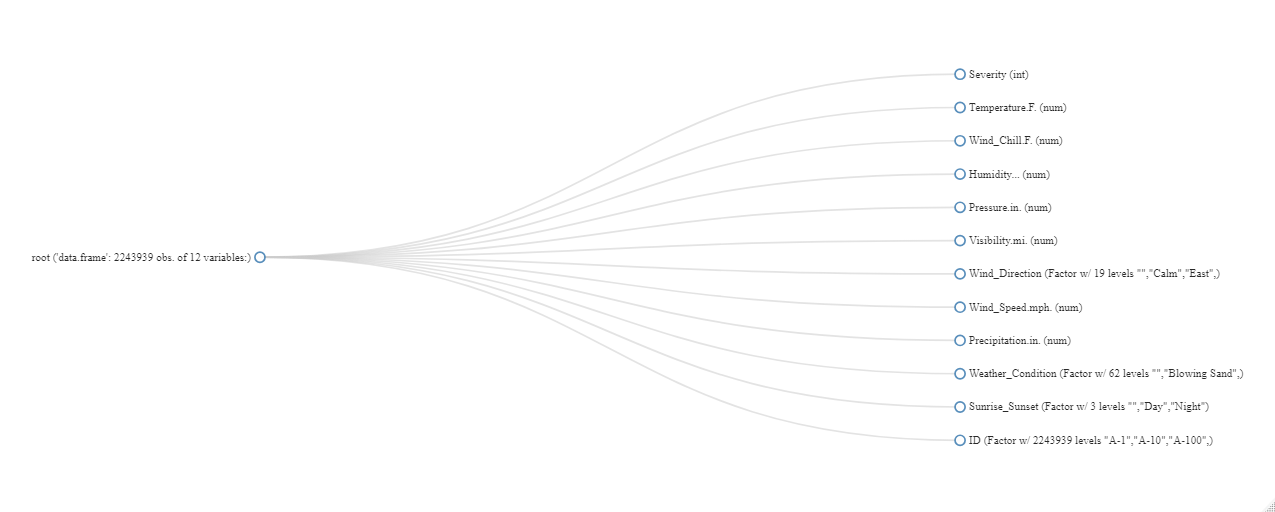 Severity (int)
Temperature.F. (num)
Wind_Chill.F. (num)
Humidity... (num)
Pressure.in. (num)
Visibility.mi. (num)
root ('data.frame': 2243939 obs. of 12 variables:)
Wind_Direction (Factor w/ 19 levels "","Calm","East",)
Wind_Speed.mph. (num)
Precipitation.in. (num)
Weather_Condition (Factor w/ 62 levels "","Blowing Sand",)
Sunrise_Sunset (Factor w/ 3 levels "","Day","Night")
ID (Factor w/ 2243939 levels "A-1","A-10","A-100",)